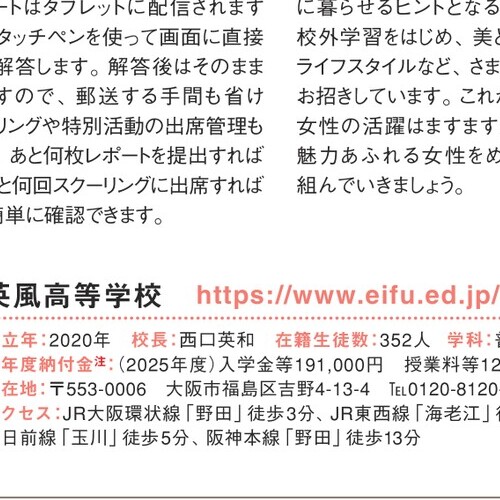 ートはタブレットに配信されます
タッチペンを使って画面に直接
解答します。解答後はそのまま
すので、郵送する手間も省け
リングや特別活動の出席管理も
、あと何枚レポートを提出すれば
と何回スクーリングに出席すれば
簡単に確認できます。
に暮らせるヒントとなる
校外学習をはじめ、美と
ライフスタイルなど、さま
お招きしています。これか
女性の活躍はますます
魅力あふれる女性をめ
組んでいきましょう。
英風高等学校 https://www.eifu.ed.jp/
立年：2020年 校長：西口英和 在籍生徒数：352人 学科：
年度納付金注：（2025年度）入学金等191,000円 授業料等12
在地：〒553-0006 大阪市福島区吉野4-13-4 TEL0120-8120-
クセス：JR大阪環状線「野田」徒歩3分、JR東西線「海老江」
日前線「玉川」徒歩5分、阪神本線「野田」徒歩13分